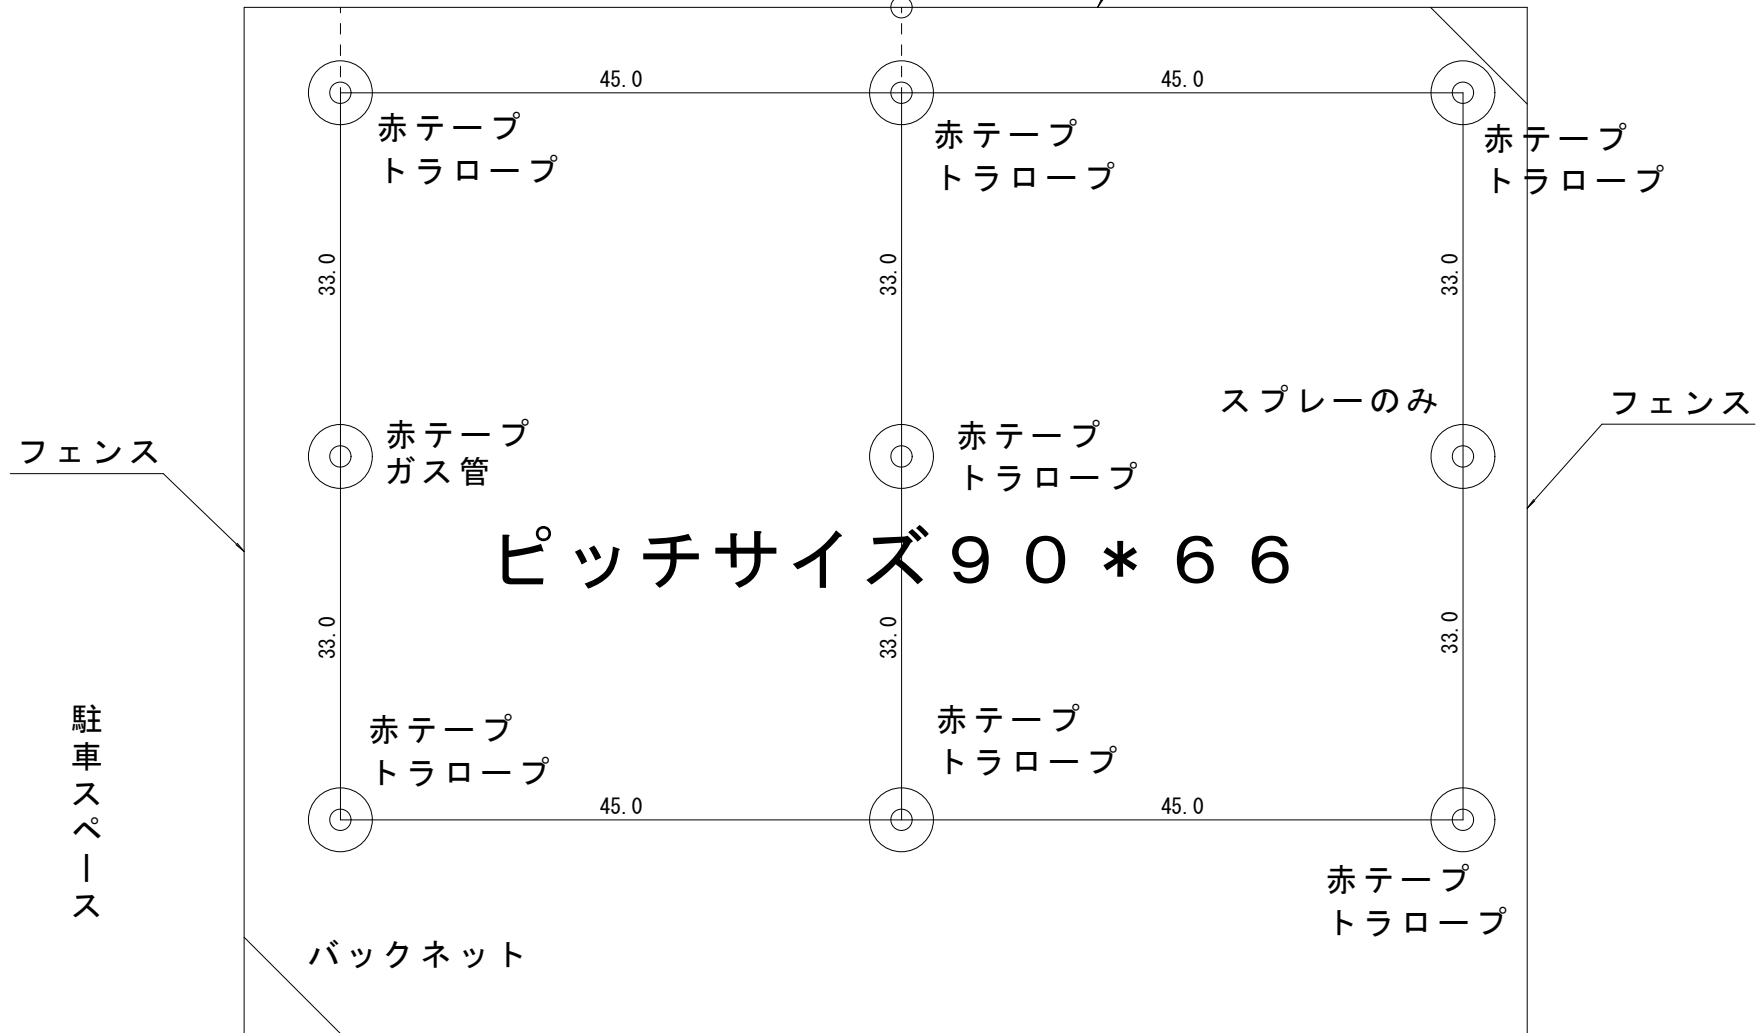 45.0
45.0
赤テープ
トラロープ
赤テープ
トラロープ
赤テープ
トラロープ
33.0
33.0
33.0
スプレーのみ
フェンス
フェンス
赤テープ
ガス管
赤テープ
トラロープ
ピッチサイズ90*66
33.0
33.0
33.0
駐車スペース
赤テープ
トラロープ
赤テープ
トラロープ
45.0
45.0
赤テープ
トラロープ
バックネット